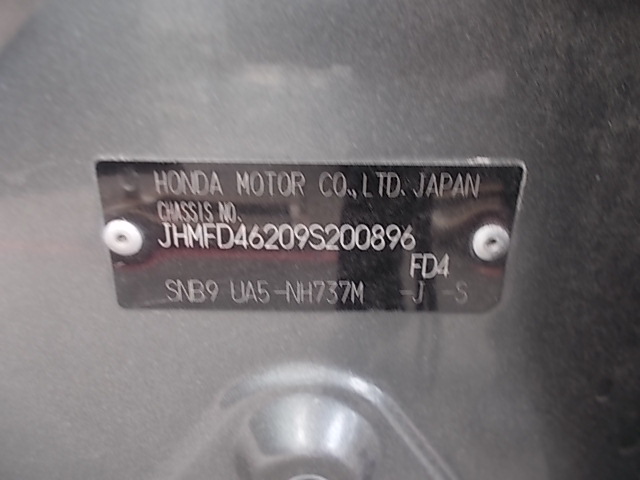 HONDA MOTOR CO., LTD. JAPAN
CHASSIS NO.
JHMFD46209S200896
FD4
SNB9 UA5-NH737M -J -S